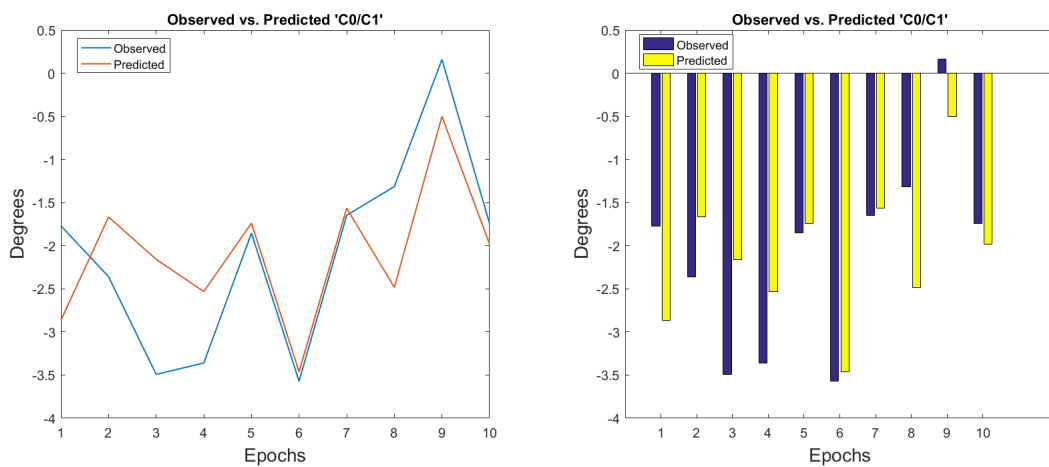 Observed vs. Predicted 'C0/C1'
Observed
Predicted
0.5
0
-0.5
-1
-1.5
-2
-2.5
-3
-3.5
-4
Degrees
1 2 3 4 5 6 7 8 9 10
Epochs
Observed vs. Predicted 'C0/C1'
Observed
Predicted
0.5
0
-0.5
-1
-1.5
-2
-2.5
-3
-3.5
-4
Degrees
1 2 3 4 5 6 7 8 9 10
Epochs